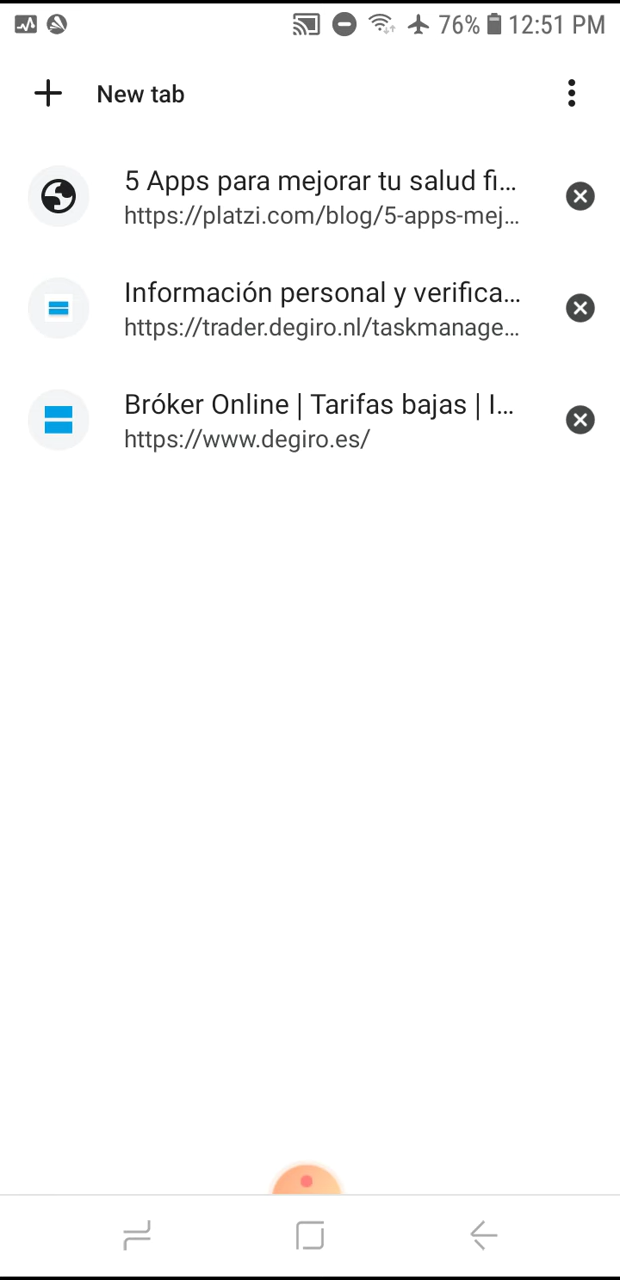 76% 12:51 PM
New tab
5 Apps para mejorar tu salud fi...
https://platzi.com/blog/5-apps-mej...
Información personal y verifica...
https://trader.degiro.nl/taskmanage...
Bróker Online | Tarifas bajas | I...
https://www.degiro.es/